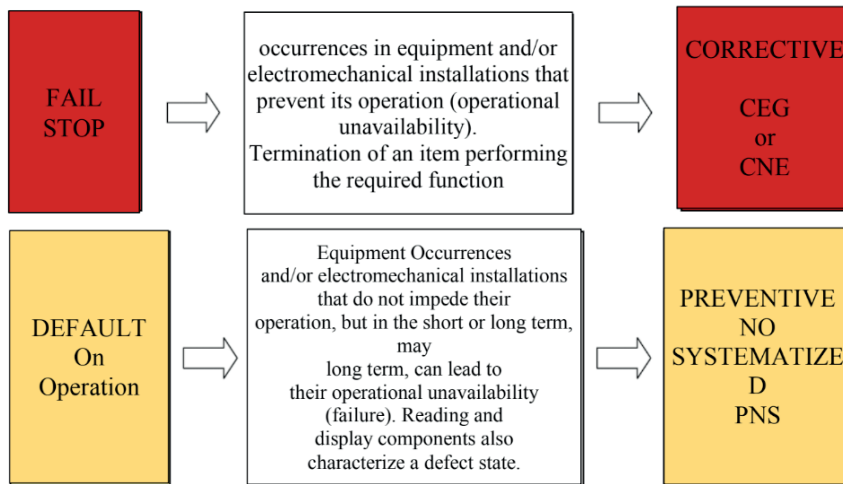 FAIL
STOP
occurrences in equipment and/or
electromechanical installations that
prevent its operation (operational
unavailability).
Termination of an item performing
the required function
CORRECTIVE
CEG
or
CNE
DEFAULT
On
Operation
Equipment Occurrences
and/or electromechanical installations
that do not impede their
operation, but in the short or long term,
may
long term, can lead to
their operational unavailability
(failure). Reading and
display components also
characterize a defect state.
PREVENTIVE
NO
SYSTEMATIZE
D
PNS